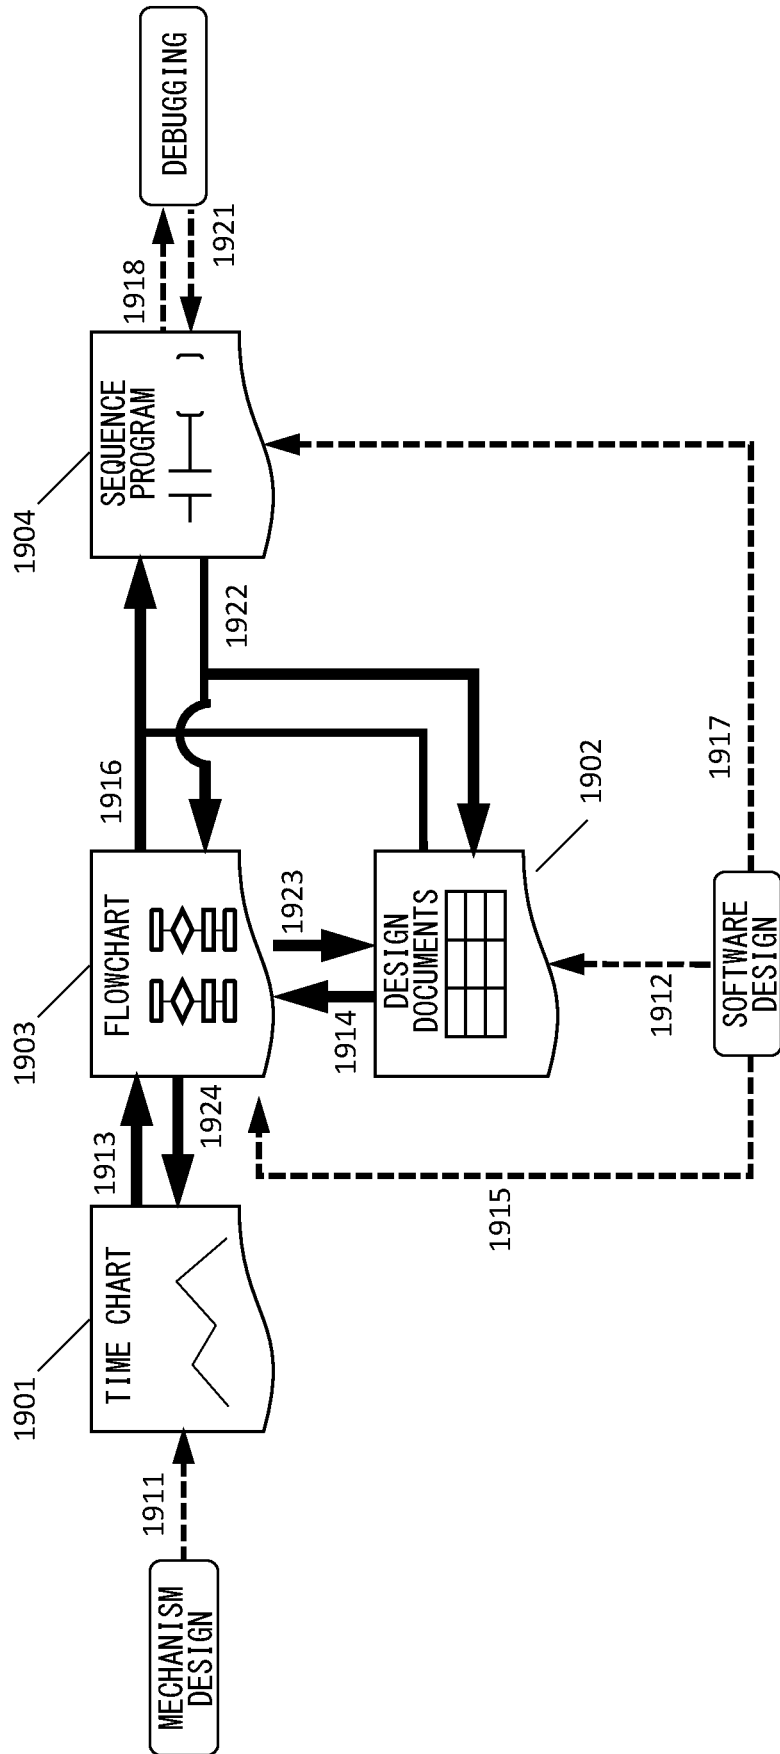 1901
1903
1904
MECHANISM
DESIGN
1911
TIME CHART
1913
1924
FLOWCHART
1916
1922
SEQUENCE
PROGRAM
1918
1921
DEBUGGING
1914
1923
DESIGN
DOCUMENTS
1902
1915
1912
1917
SOFTWARE
DESIGN